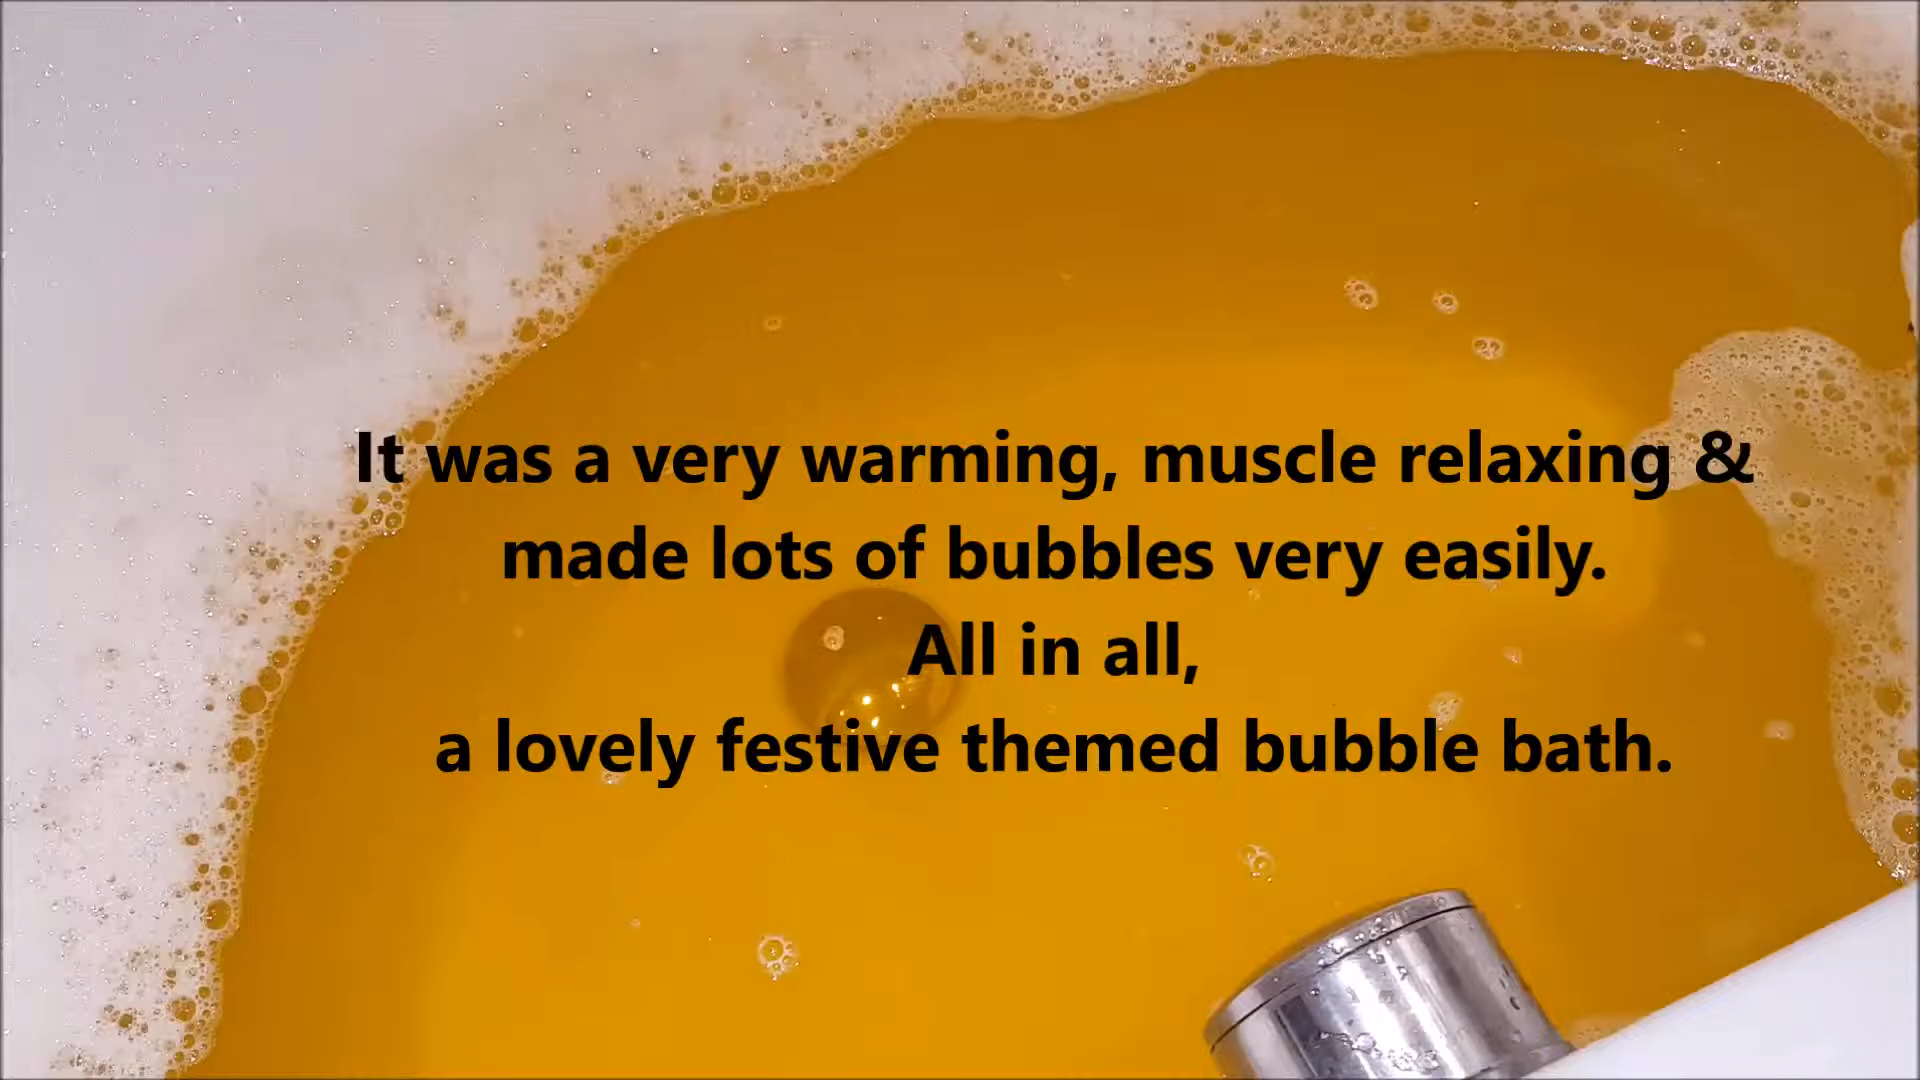 It was a very warming, muscle relaxing &
made lots of bubbles very easily.
All in all,
a lovely festive themed bubble bath.